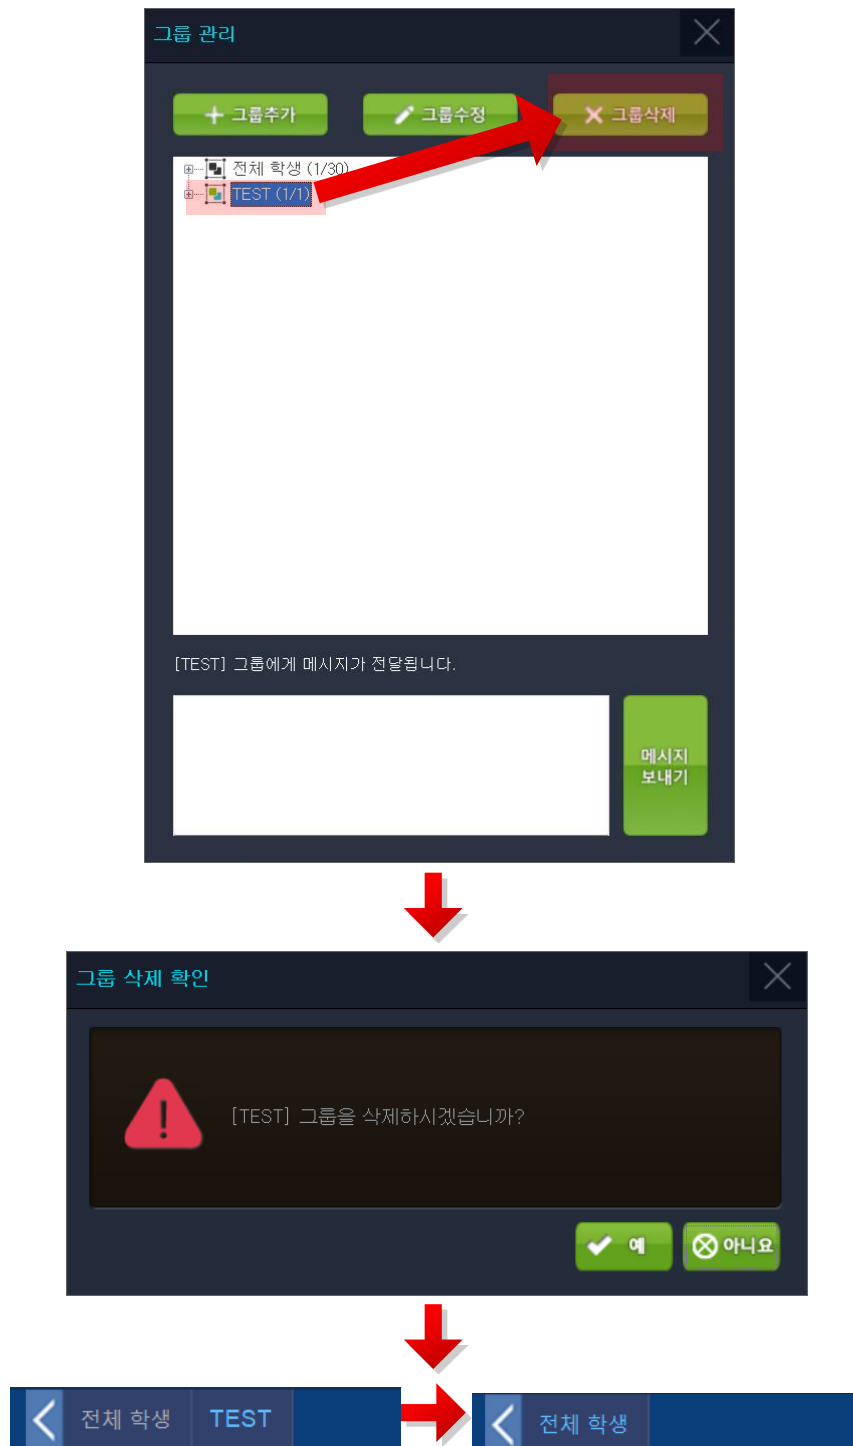 그룹 관리
그룹추가
그룹수정
그룹삭제
전체 학생 (1/30)
TEST (1/1)
[TEST] 그룹에게 메시지가 전달됩니다.
메시지
보내기
그룹 삭제 확인
[TEST] 그룹을 삭제하시겠습니까?
예
아니요
전체 학생
TEST
전체 학생